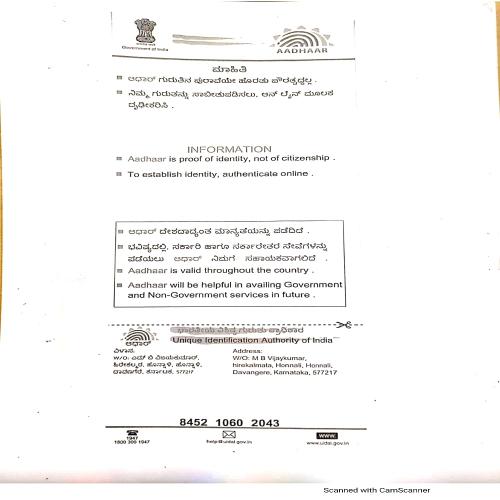 Government of India
AADHAAR
ಮಾಹಿತಿ
ಆಧಾರ್ ಗುರುತಿನ ಪುರಾವೆಯೇ ಹೊರತು ಪೌರತ್ವದ್ದಲ್ಲ .
ನಿಮ್ಮ ಗುರುತನ್ನು ಸಾಬೀತುಪಡಿಸಲು, ಆನ್ ಲೈನ್ ಮೂಲಕ
ದೃಢೀಕರಿಸಿ .
INFORMATION
Aadhaar is proof of identity, not of citizenship .
To establish identity, authenticate online .
ಆಧಾರ್ ದೇಶದಾದ್ಯಂತ ಮಾನ್ಯತೆಯನ್ನು ಪಡೆದಿದೆ .
ಭವಿಷ್ಯದಲ್ಲಿ, ಸರ್ಕಾರಿ ಹಾಗೂ ಸರ್ಕಾರೇತರ ಸೇವೆಗಳನ್ನು
ಪಡೆಯಲು ಆಧಾರ್ ನಿಮಗೆ ಸಹಾಯಕವಾಗಲಿದೆ .
Aadhaar is valid throughout the country .
Aadhaar will be helpful in availing Government
and Non-Government services in future .
ಭಾರತೀಯ ವಿಶಿಷ್ಟ ಗುರುತು ಪ್ರಾಧಿಕಾರ
Unique Identification Authority of India
ಆಧಾರ್
ವಿಳಾಸ:
W/O: ಎಮ್ ಬಿ ವಿಜಯಕುಮಾರ್,
ಹಿರೇಕಲ್ಮಠ, ಹೊನ್ನಾಳಿ, ಹೊನ್ನಾಳಿ,
ದಾವಣಗೆರೆ, ಕರ್ನಾಟಕ, 577217
Address:
W/O: M B Vijaykumar,
hirekalmata, Honnali, Honnali,
Davangere, Karnataka, 577217
8452 1060 2043
1947
1800 300 1947
help@uidai.gov.in
www.
www.uidai.gov.in
Scanned with CamScanner